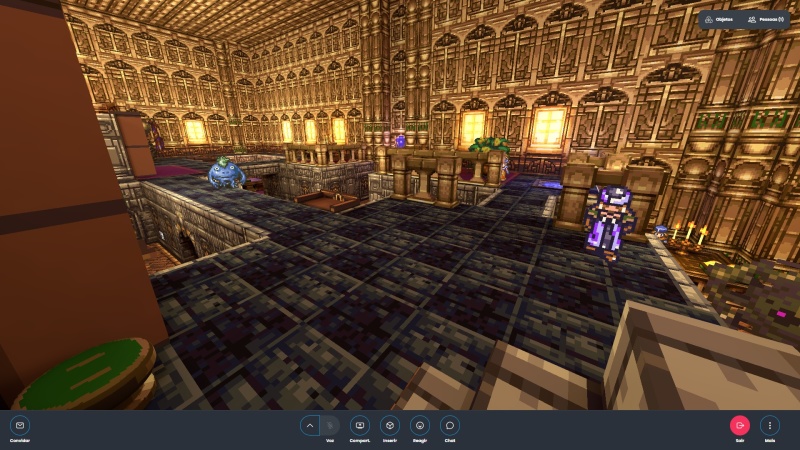 Objetos
Pessoas (1)
Convidar
Voz
Compart.
Inserir
Reagir
Chat
Sair
Mais